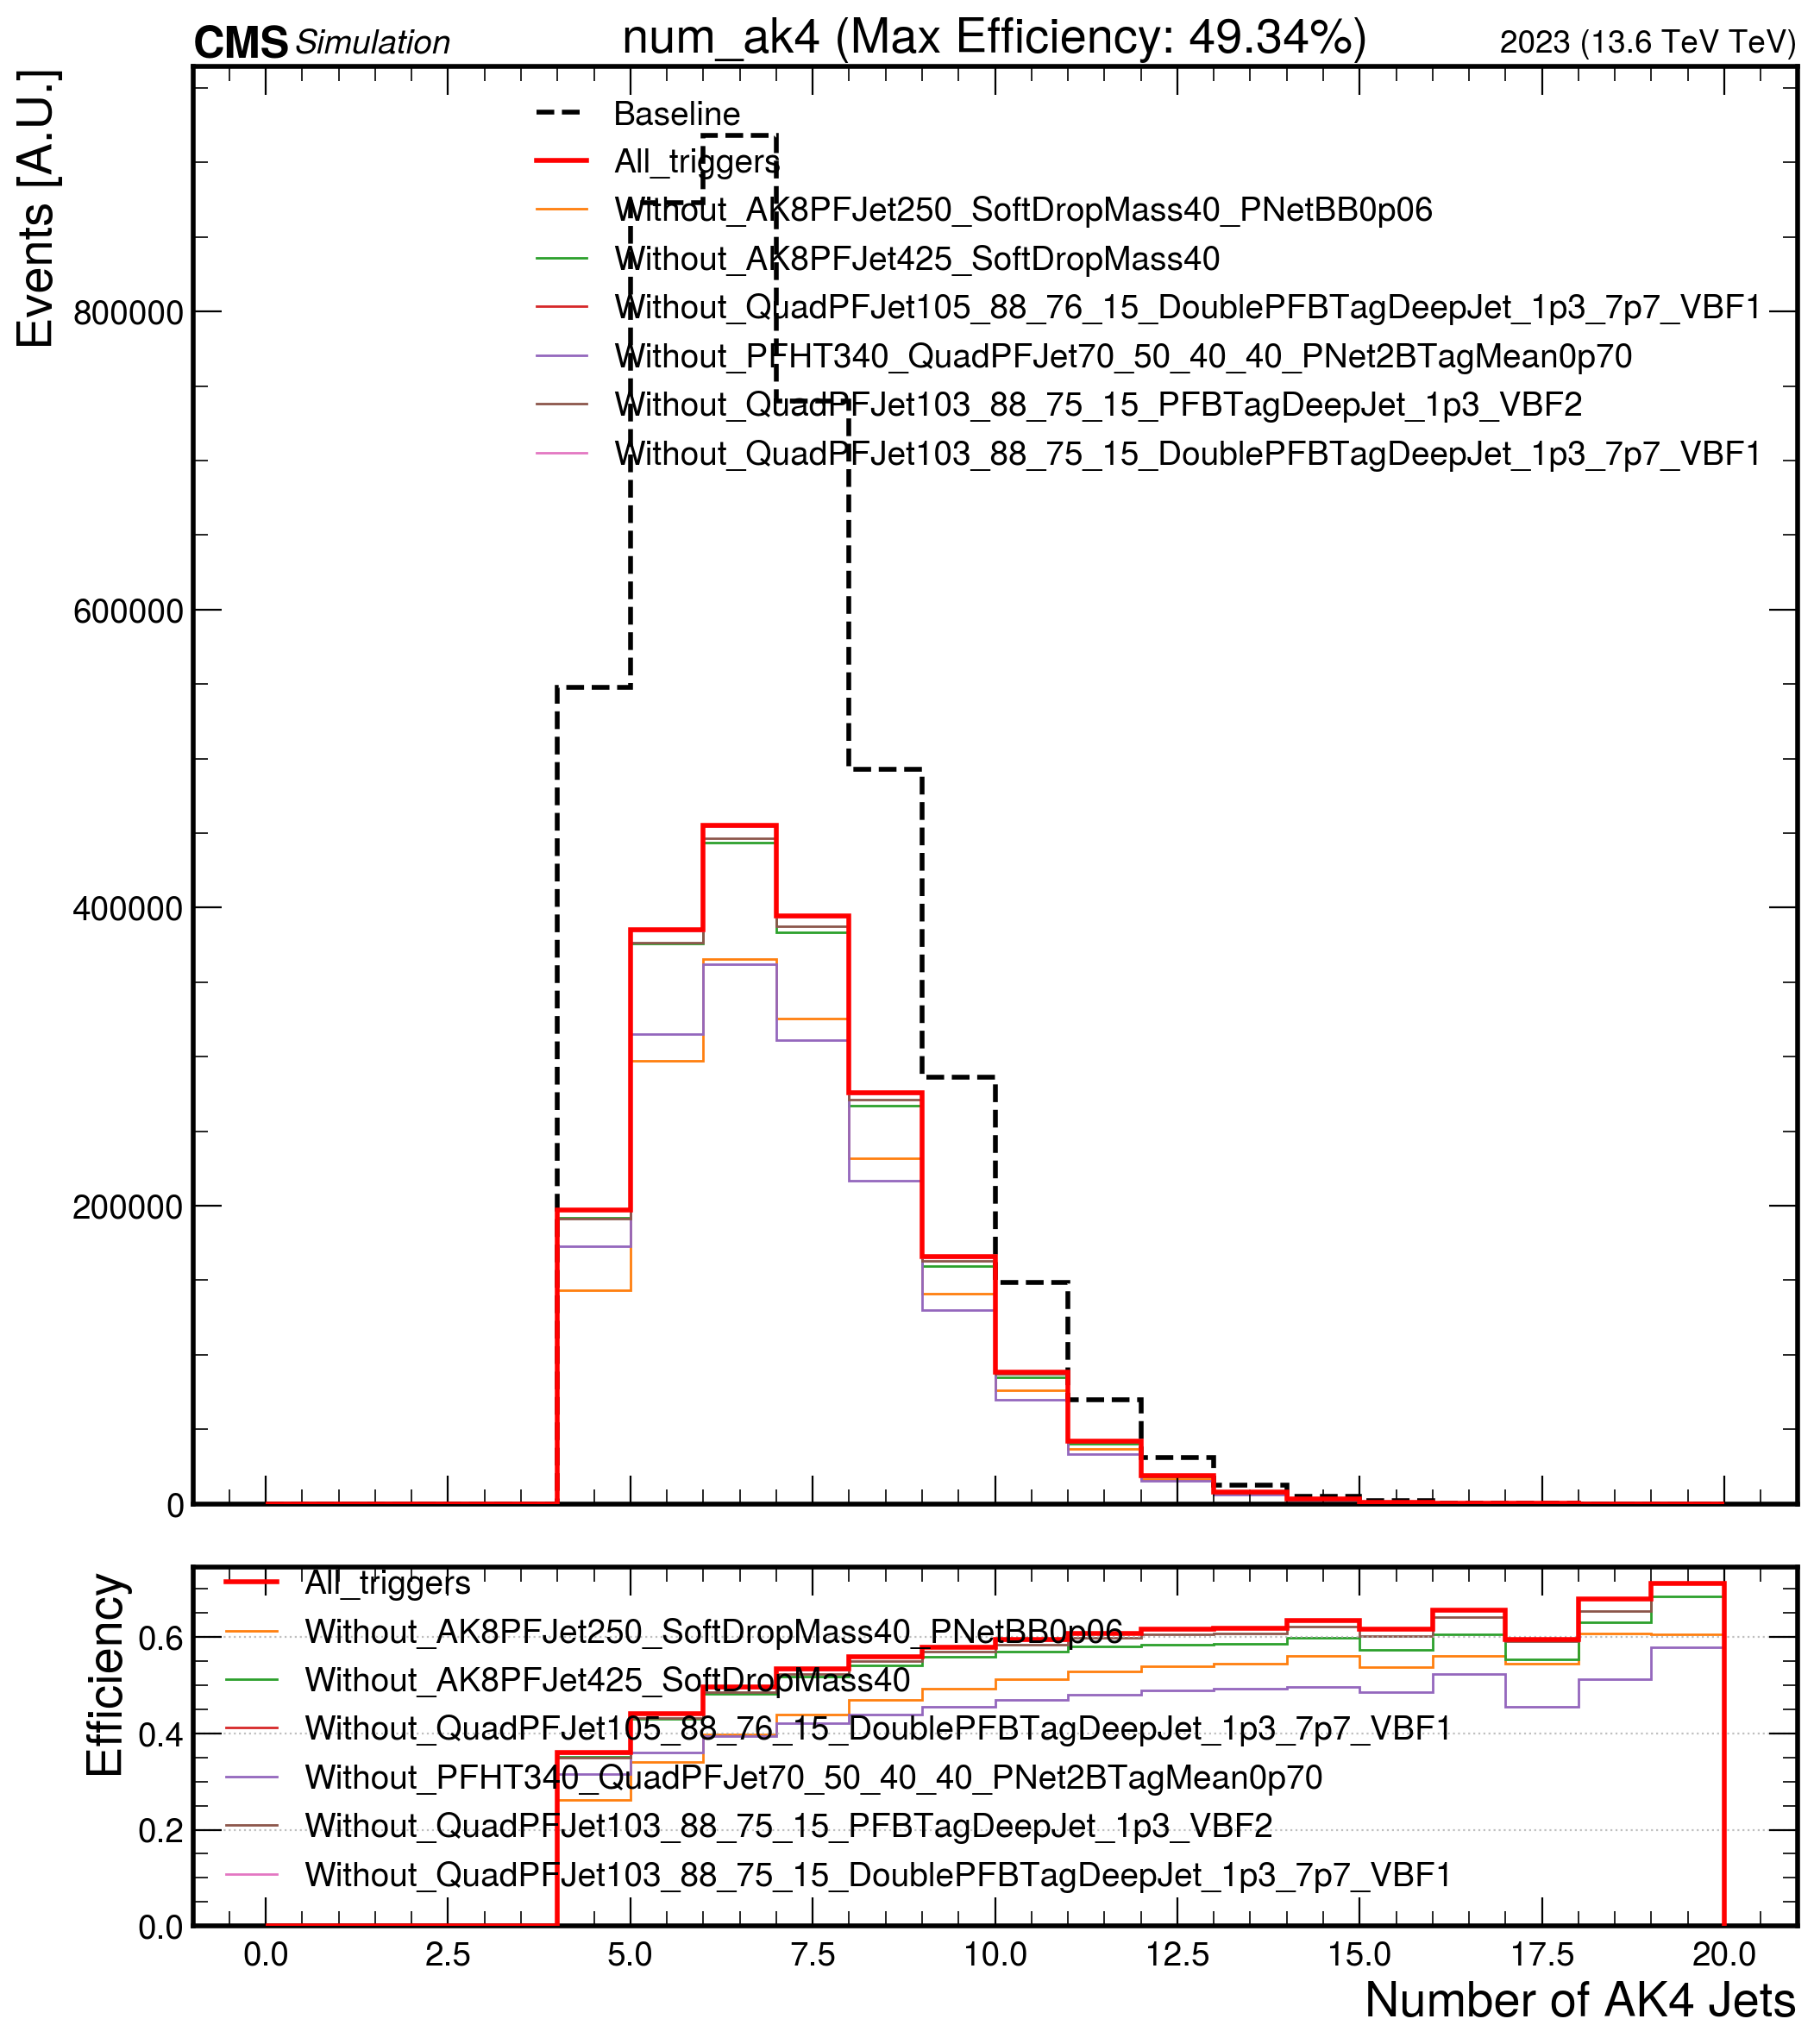 CMS Simulation num_ak4 (Max Efficiency: 49.34%) 2023 (13.6 TeV TeV)
Events [A.U.]
Baseline
All_triggers
Without_AK8PFJet250_SoftDropMass40_PNetBB0p06
Without_AK8PFJet425_SoftDropMass40
Without_QuadPFJet105_88_76_15_DoublePFBTagDeepJet_1p3_7p7_VBF1
Without_PFHT340_QuadPFJet70_50_40_40_PNet2BTagMean0p70
Without_QuadPFJet103_88_75_15_PFBTagDeepJet_1p3_VBF2
Without_QuadPFJet103_88_75_15_DoublePFBTagDeepJet_1p3_7p7_VBF1
800000
600000
400000
200000
0
Efficiency
All_triggers
Without_AK8PFJet250_SoftDropMass40_PNetBB0p06
Without_AK8PFJet425_SoftDropMass40
Without_QuadPFJet105_88_76_15_DoublePFBTagDeepJet_1p3_7p7_VBF1
Without_PFHT340_QuadPFJet70_50_40_40_PNet2BTagMean0p70
Without_QuadPFJet103_88_75_15_PFBTagDeepJet_1p3_VBF2
Without_QuadPFJet103_88_75_15_DoublePFBTagDeepJet_1p3_7p7_VBF1
0.6
0.4
0.2
0.0
0.0 2.5 5.0 7.5 10.0 12.5 15.0 17.5 20.0
Number of AK4 Jets